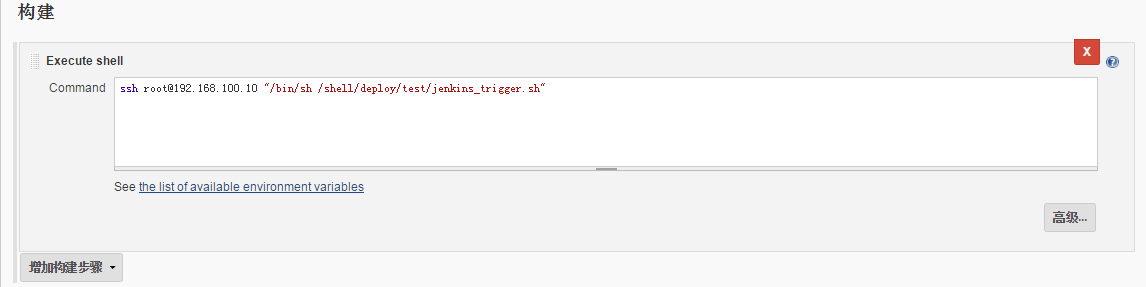 构建
Execute shell
X
Command
ssh root@192.168.100.10 "/bin/sh /shell/deploy/test/jenkins_trigger.sh"
See the list of available environment variables
高级...
增加构建步骤